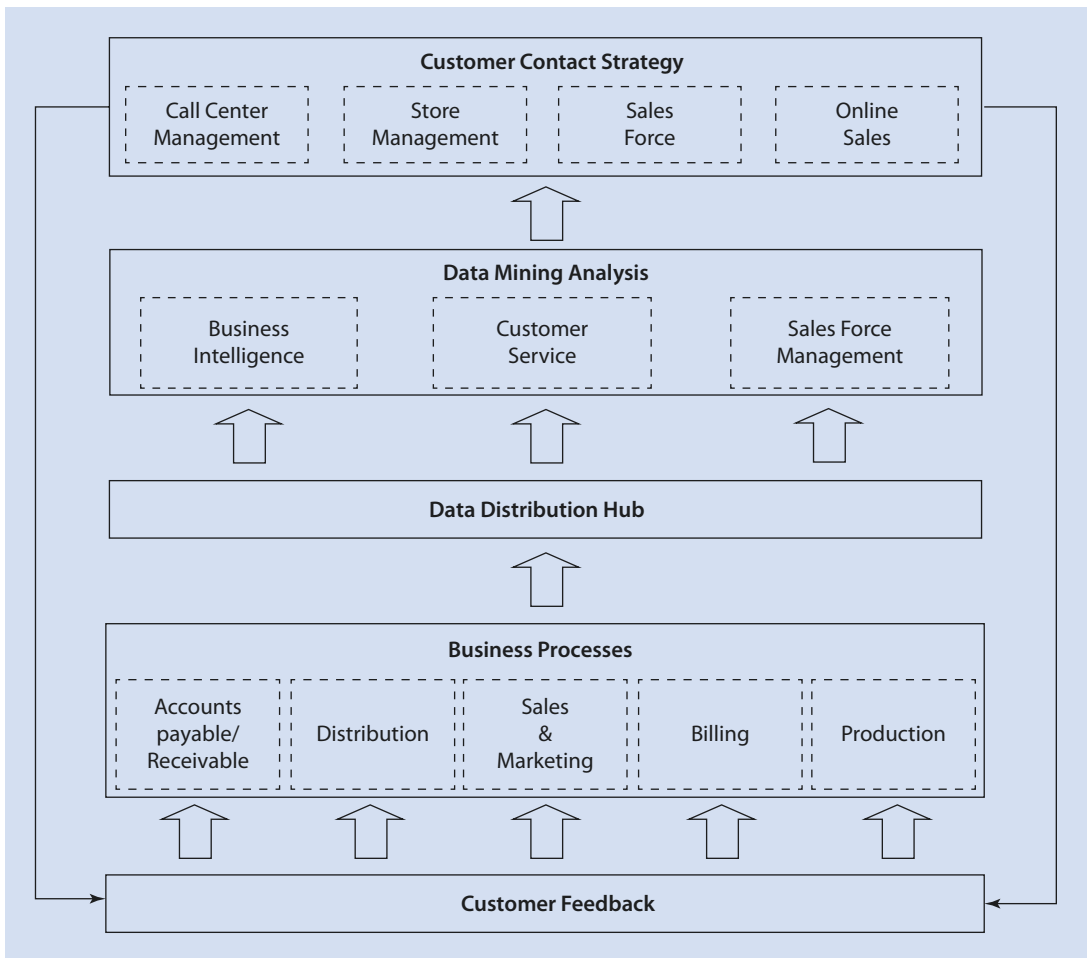 Customer Contact Strategy
Call Center
Management
Store
Management
Sales
Force
Online
Sales
Data Mining Analysis
Business
Intelligence
Customer
Service
Sales Force
Management
Data Distribution Hub
Business Processes
Accounts
payable/
Receivable
Distribution
Sales
&
Marketing
Billing
Production
Customer Feedback